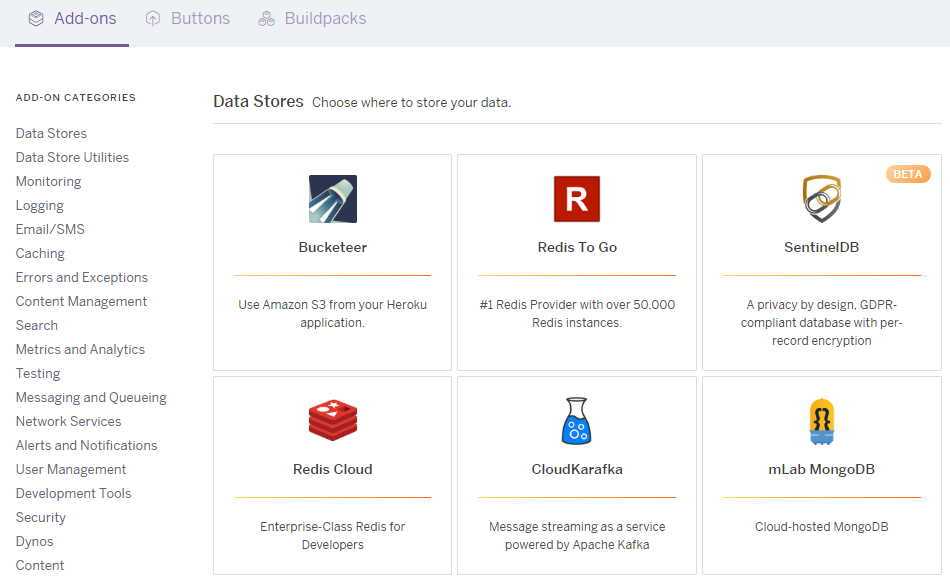 Add-ons
Buttons
Buildpacks
ADD-ON CATEGORIES
Data Stores
Data Store Utilities
Monitoring
Logging
Email/SMS
Caching
Errors and Exceptions
Content Management
Search
Metrics and Analytics
Testing
Messaging and Queueing
Network Services
Alerts and Notifications
User Management
Development Tools
Security
Dynos
Content
Data Stores Choose where to store your data.
Bucketeer
Use Amazon S3 from your Heroku
application.
R
Redis To Go
#1 Redis Provider with over 50,000
Redis instances.
BETA
SentinelDB
A privacy by design, GDPR-
compliant database with per-
record encryption
Redis Cloud
Enterprise-Class Redis for
Developers
CloudKarafka
Message streaming as a service
powered by Apache Kafka
mLab MongoDB
Cloud-hosted MongoDB